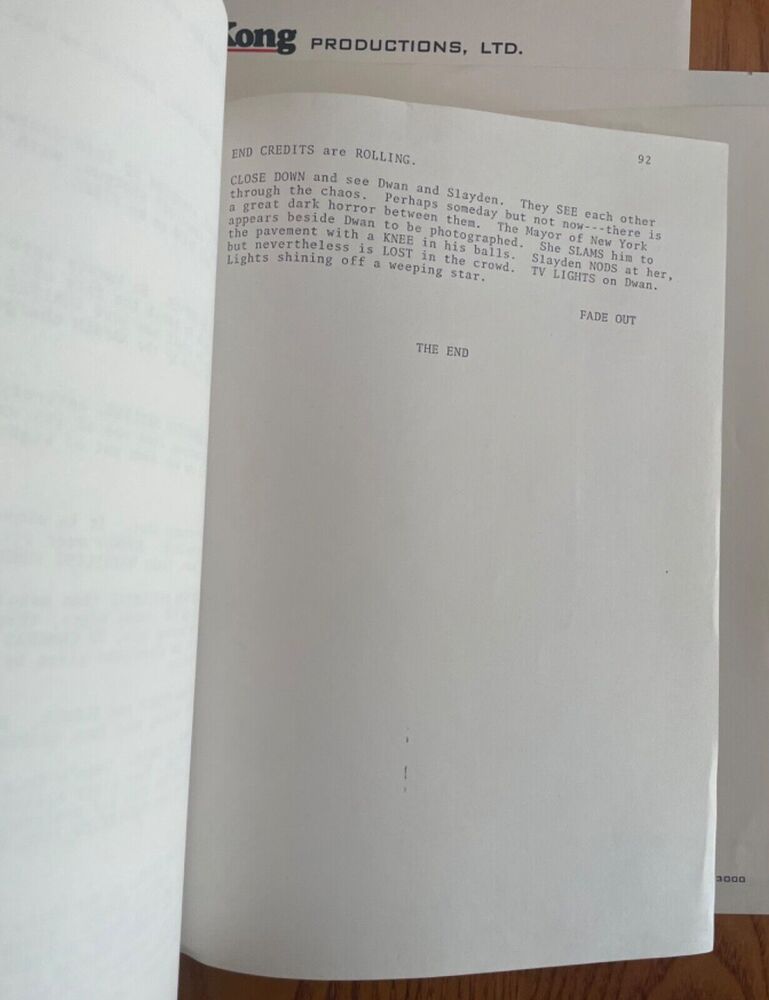 Kong PRODUCTIONS, LTD.
92
END CREDITS are ROLLING.
CLOSE DOWN and see Dwan and Slayden. They SEE each other
through the chaos. Perhaps someday but not now---there is
a great dark horror between them. The Mayor of New York
appears beside Dwan to be photographed. She SLAMS him to
the pavement with a KNEE in his balls. Slayden NODS at her,
but nevertheless is LOST in the crowd. TV LIGHTS on Dwan.
Lights shining off a weeping star.
FADE OUT
THE END
3000